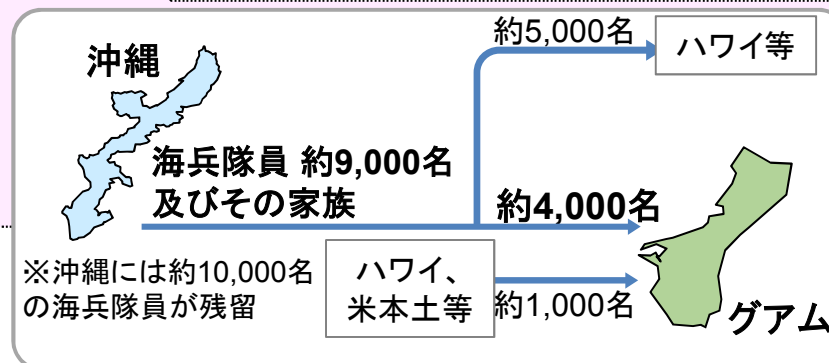 約5,000名
ハワイ等
沖縄
海兵隊員 約9,000名
及びその家族
約4,000名
※沖縄には約10,000名
の海兵隊員が残留
ハワイ、
米本土等
約1,000名
グアム